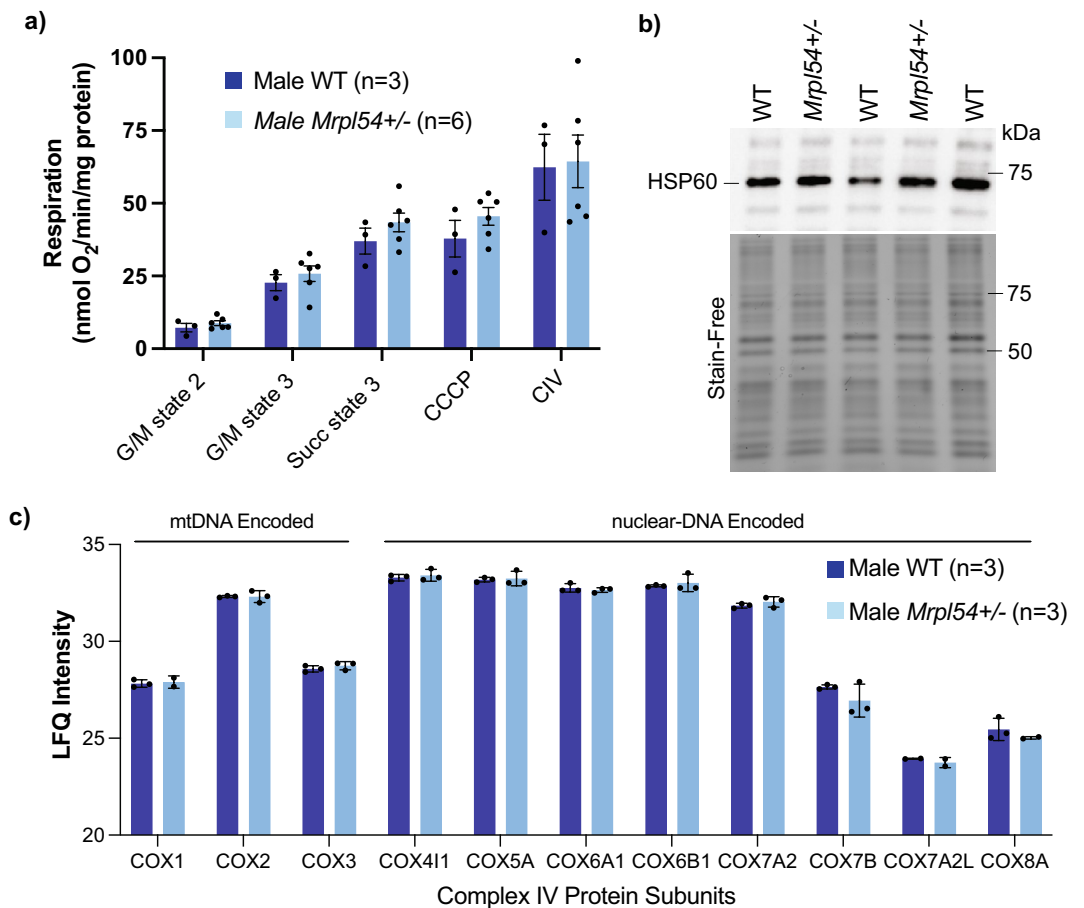 a)
Respiration
(nmol O₂/min/mg protein)
100
75
50
25
0
Male WT (n=3)
Male Mrpl54+/- (n=6)
G/M state 2
G/M state 3
Succ state 3
CCCP
CIV
b)
WT
Mrpl54+/-
WT
Mrpl54+/-
WT
kDa
HSP60
75
Stain-Free
75
50
c)
mtDNA Encoded
nuclear-DNA Encoded
LFQ Intensity
35
30
25
20
Male WT (n=3)
Male Mrpl54+/- (n=3)
COX1 COX2 COX3 COX4I1 COX5A COX6A1 COX6B1 COX7A2 COX7B COX7A2L COX8A
Complex IV Protein Subunits